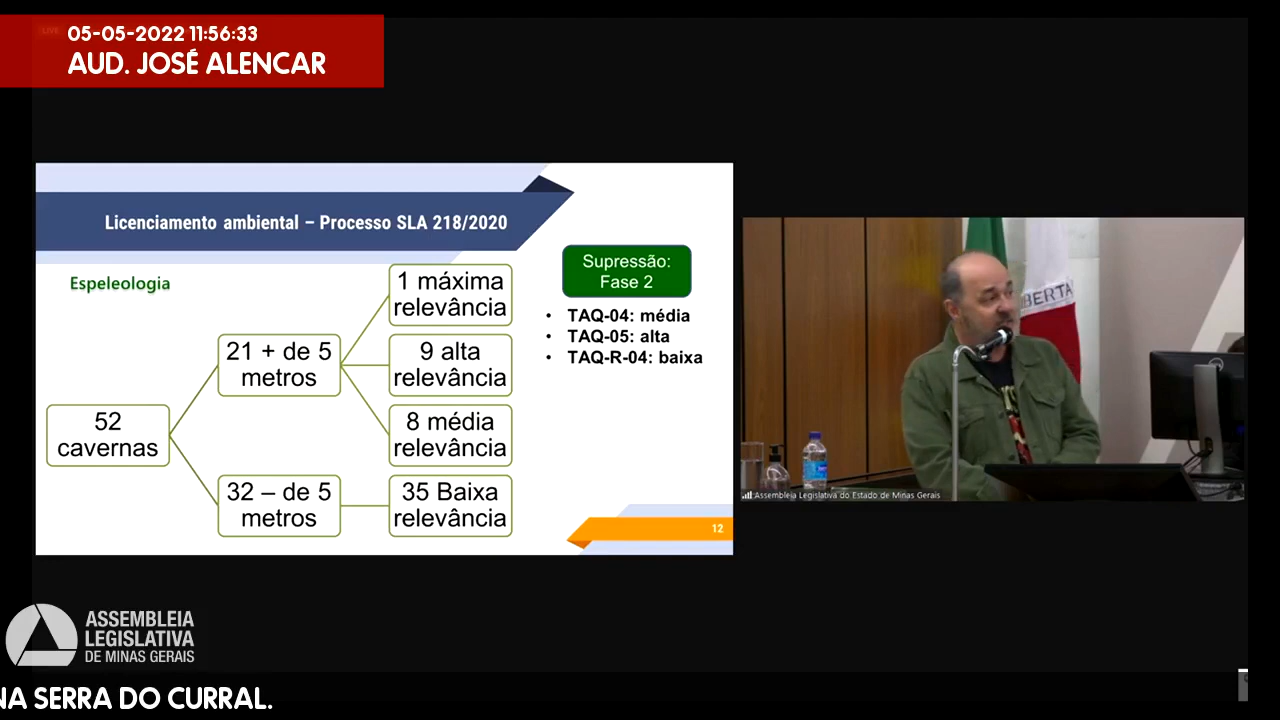 05-05-2022 11:56:33
AUD. JOSÉ ALENCAR
Licenciamento ambiental – Processo SLA 218/2020
Espeleologia
52
cavernas
21 + de 5
metros
32 – de 5
metros
1 máxima
relevância
9 alta
relevância
8 média
relevância
35 Baixa
relevância
Supressão:
Fase 2
• TAQ-04: média
• TAQ-05: alta
• TAQ-R-04: baixa
12
BERTA
Assembleia Legislativa do Estado de Minas Gerais
ASSEMBLEIA
LEGISLATIVA
DE MINAS GERAIS
NA SERRA DO CURRAL.